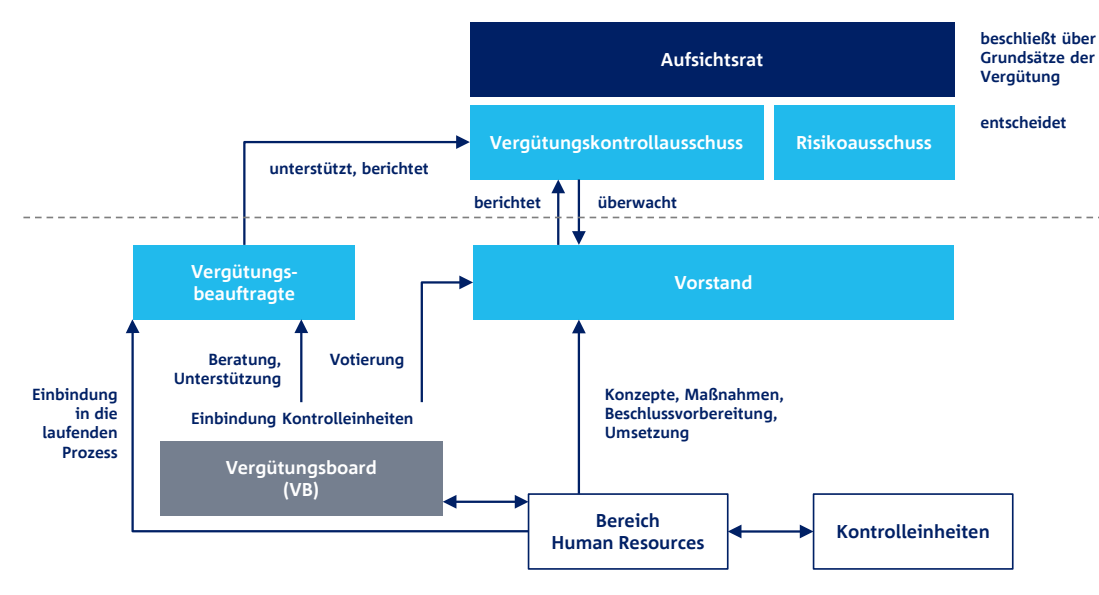 Aufsichtsrat
beschließt über
Grundsätze der
Vergütung
Vergütungskontrollausschuss
Risikoausschuss
entscheidet
unterstützt, berichtet
berichtet
überwacht
Vergütungs-
beauftragte
Vorstand
Beratung,
Unterstützung
Votierung
Einbindung
in die
laufenden
Prozess
Konzepte, Maßnahmen,
Beschlussvorbereitung,
Umsetzung
Einbindung Kontrolleinheiten
Vergütungsboard
(VB)
Bereich
Human Resources
Kontrolleinheiten